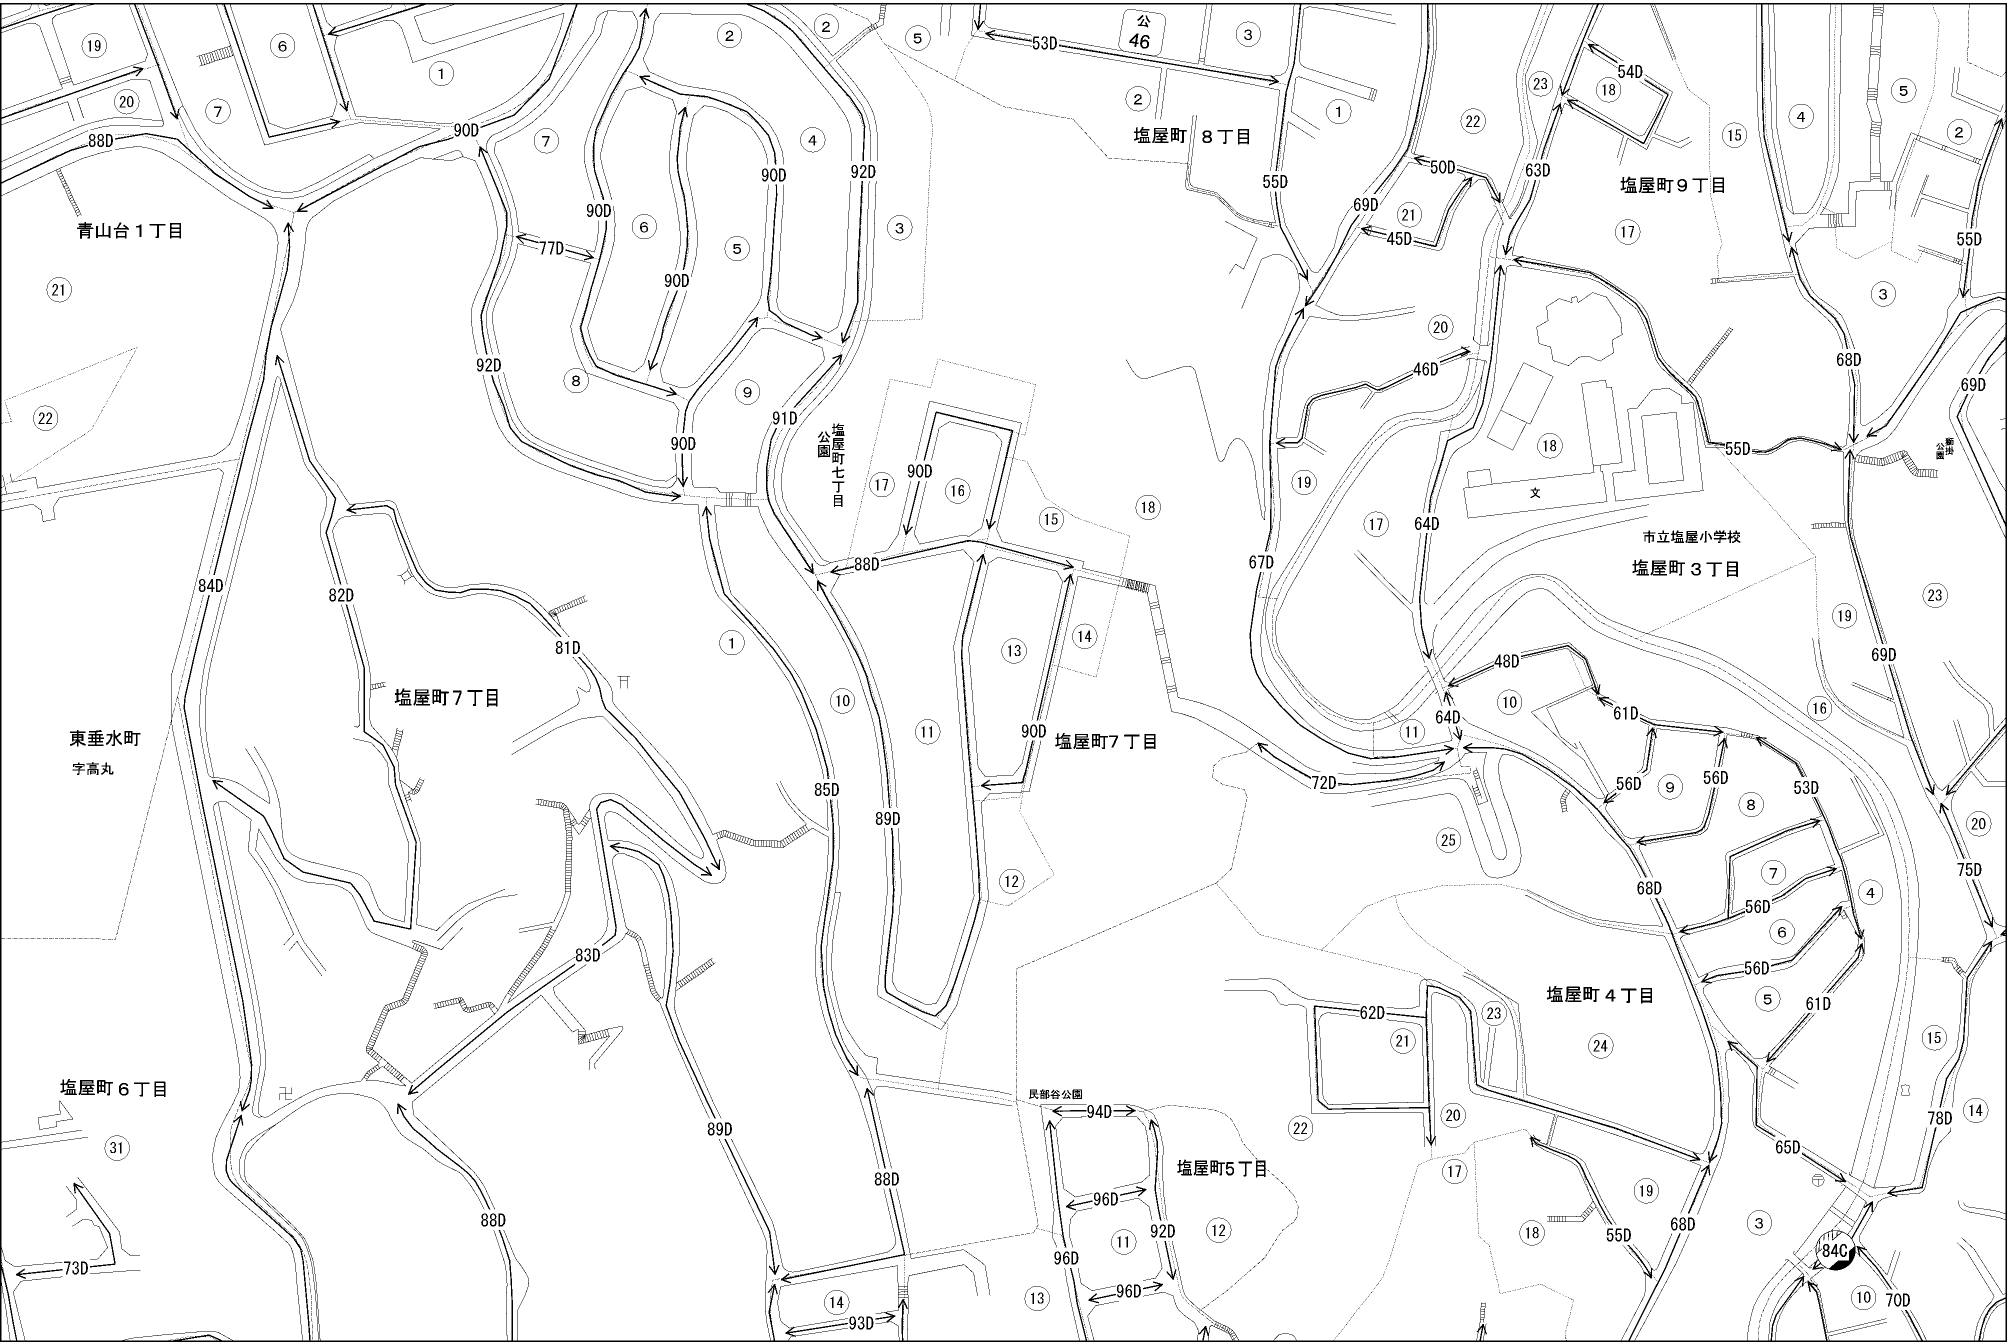 公
46
19
6
1
2
2
5
53D
3
54D
23
18
4
5
20
7
7
4
2
1
22
15
2
88D
90D
塩屋町 8丁目
50D
63D
塩屋町9丁目
90D
92D
55D
69D
21
45D
17
青山台1丁目
90D
6
5
3
77D
90D
55D
21
3
20
92D
8
9
46D
68D
69D
22
91D
塩屋町七丁目
公園
90D
90D
17
16
19
18
55D
獅掛
公園
文
15
18
17
64D
市立塩屋小学校
88D
67D
塩屋町3丁目
84D
82D
81D
1
13
14
19
23
69D
48D
塩屋町7丁目
10
11
90D
塩屋町7丁目
10
64D
11
61D
16
東垂水町
字高丸
72D
56D
56D
9
53D
8
85D
89D
25
20
7
75D
12
68D
56D
4
6
83D
56D
5
61D
塩屋町4丁目
62D
23
21
24
15
塩屋町6丁目
民部谷公園
94D
20
22
14
78D
89D
31
65D
塩屋町5丁目
17
88D
96D
19
88D
92D
12
18
55D
68D
3
11
96D
84C
73D
96D
13
14
93D
10
70D